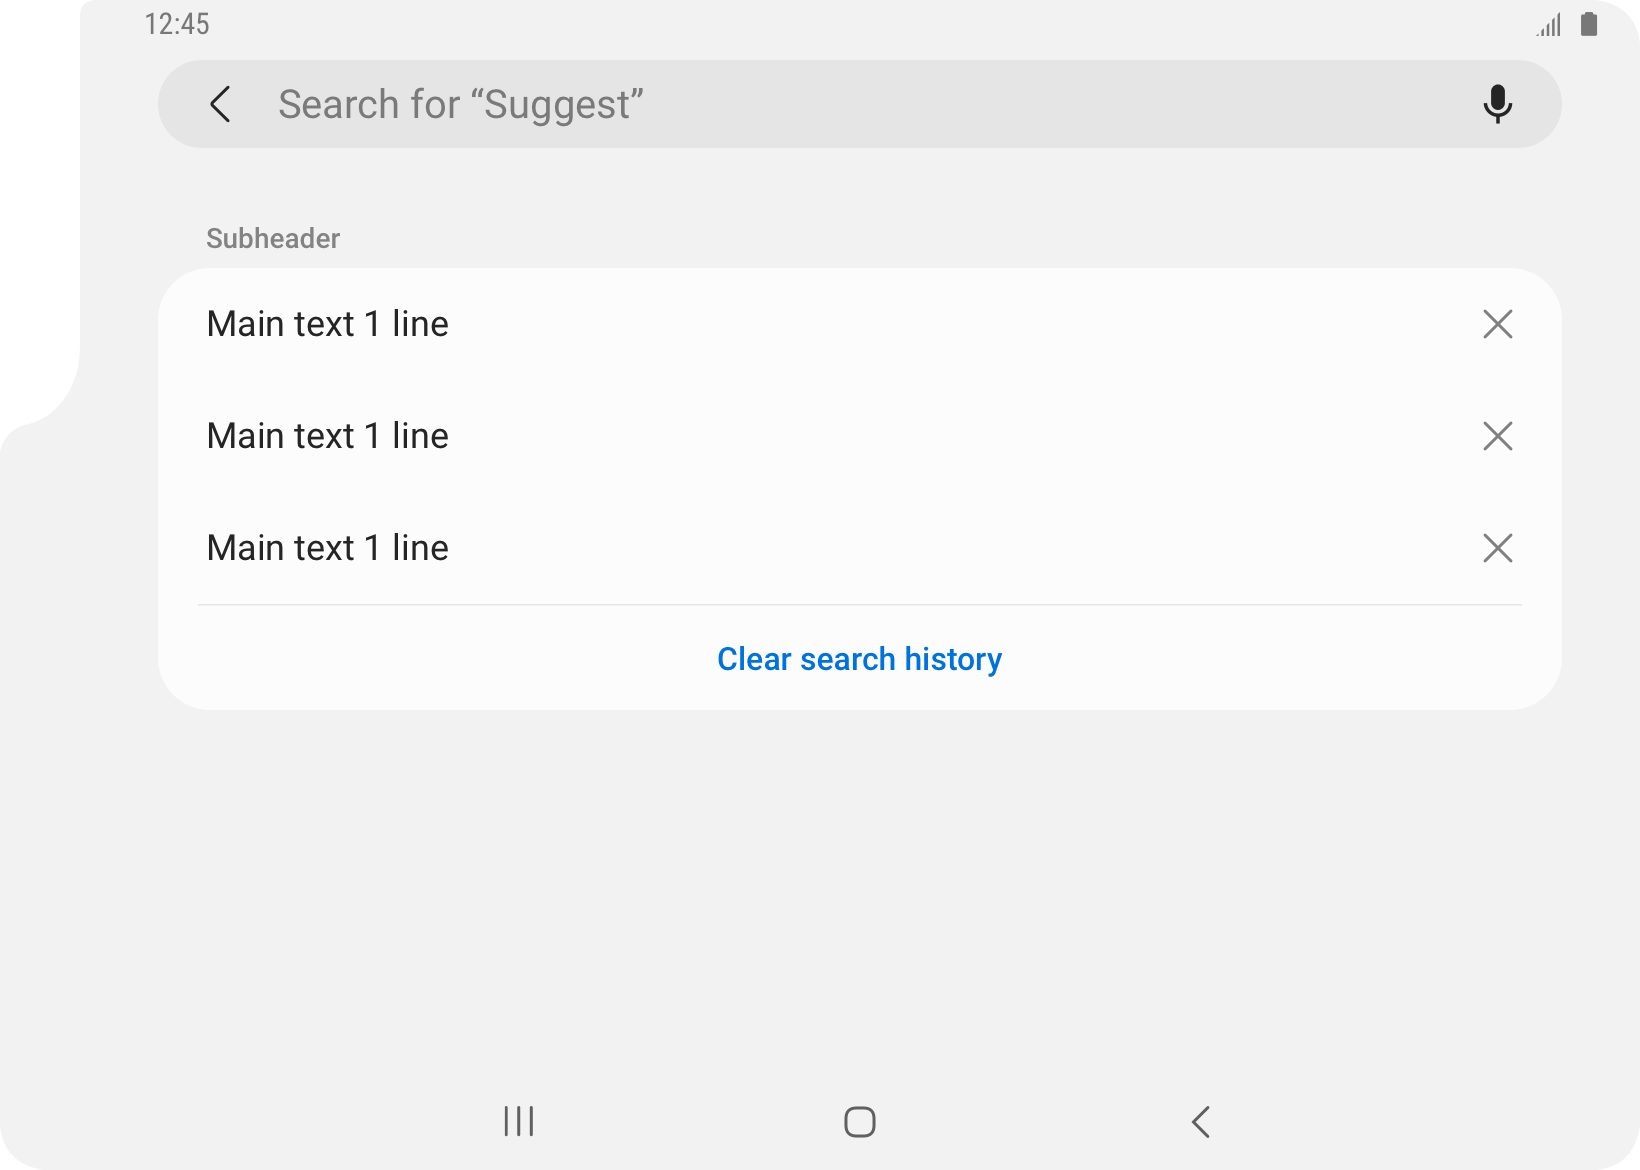 12:45
Search for “Suggest”
Subheader
Main text 1 line
Main text 1 line
Main text 1 line
Clear search history